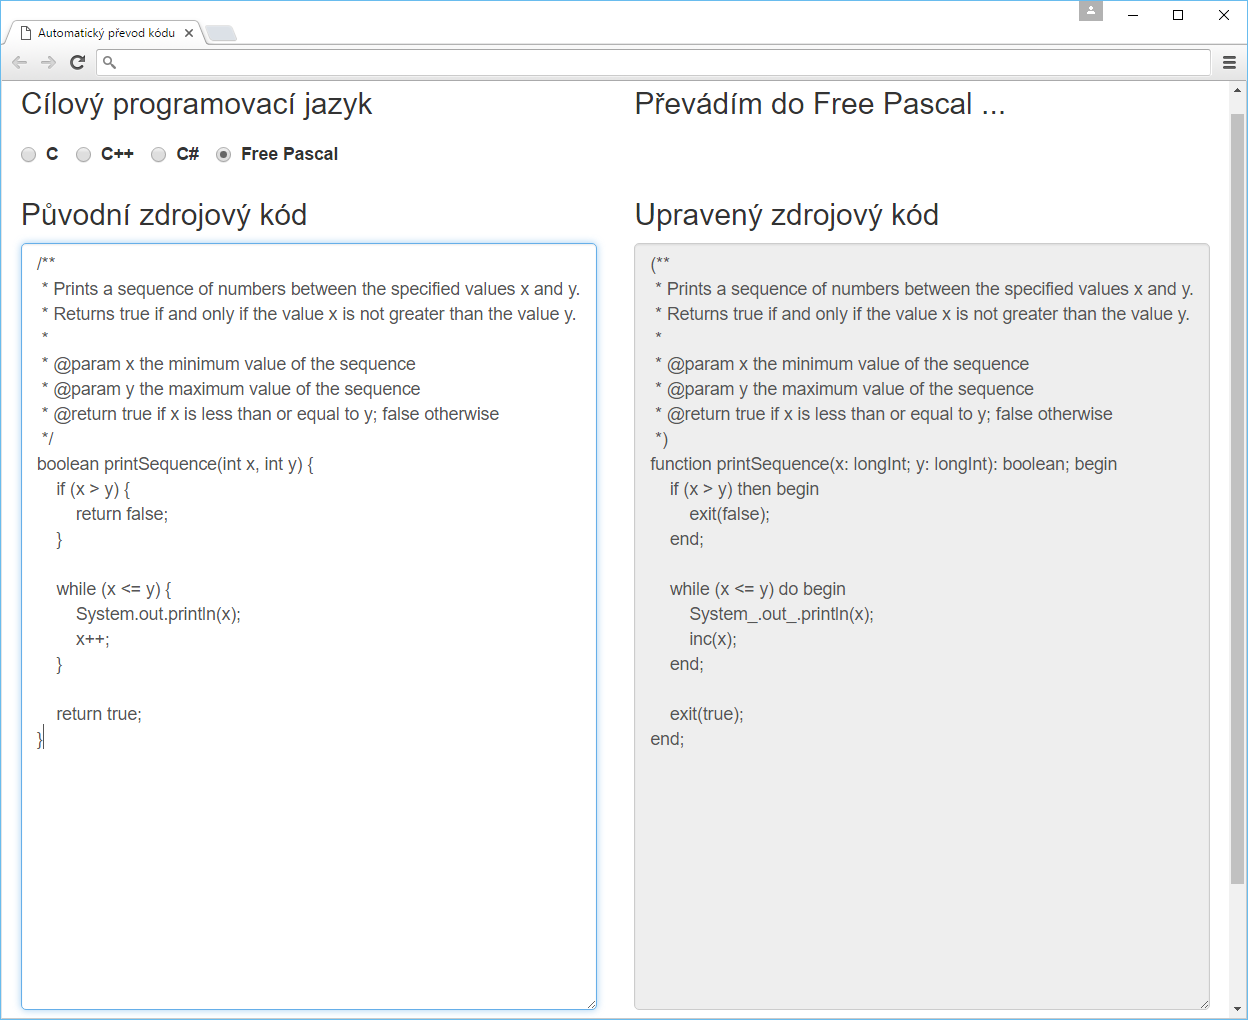 Automatický převod kódu
Cílový programovací jazyk
C C++ C# Free Pascal
Původní zdrojový kód
/**
 * Prints a sequence of numbers between the specified values x and y.
 * Returns true if and only if the value x is not greater than the value y.
 *
 * @param x the minimum value of the sequence
 * @param y the maximum value of the sequence
 * @return true if x is less than or equal to y; false otherwise
 */
boolean printSequence(int x, int y) {
    if (x > y) {
        return false;
    }

    while (x <= y) {
        System.out.println(x);
        x++;
    }

    return true;
}
Převádím do Free Pascal ...
Upravený zdrojový kód
(**
 * Prints a sequence of numbers between the specified values x and y.
 * Returns true if and only if the value x is not greater than the value y.
 *
 * @param x the minimum value of the sequence
 * @param y the maximum value of the sequence
 * @return true if x is less than or equal to y; false otherwise
 *)
function printSequence(x: longInt; y: longInt): boolean; begin
    if (x > y) then begin
        exit(false);
    end;

    while (x <= y) do begin
        System_.out_.println(x);
        inc(x);
    end;

    exit(true);
end;